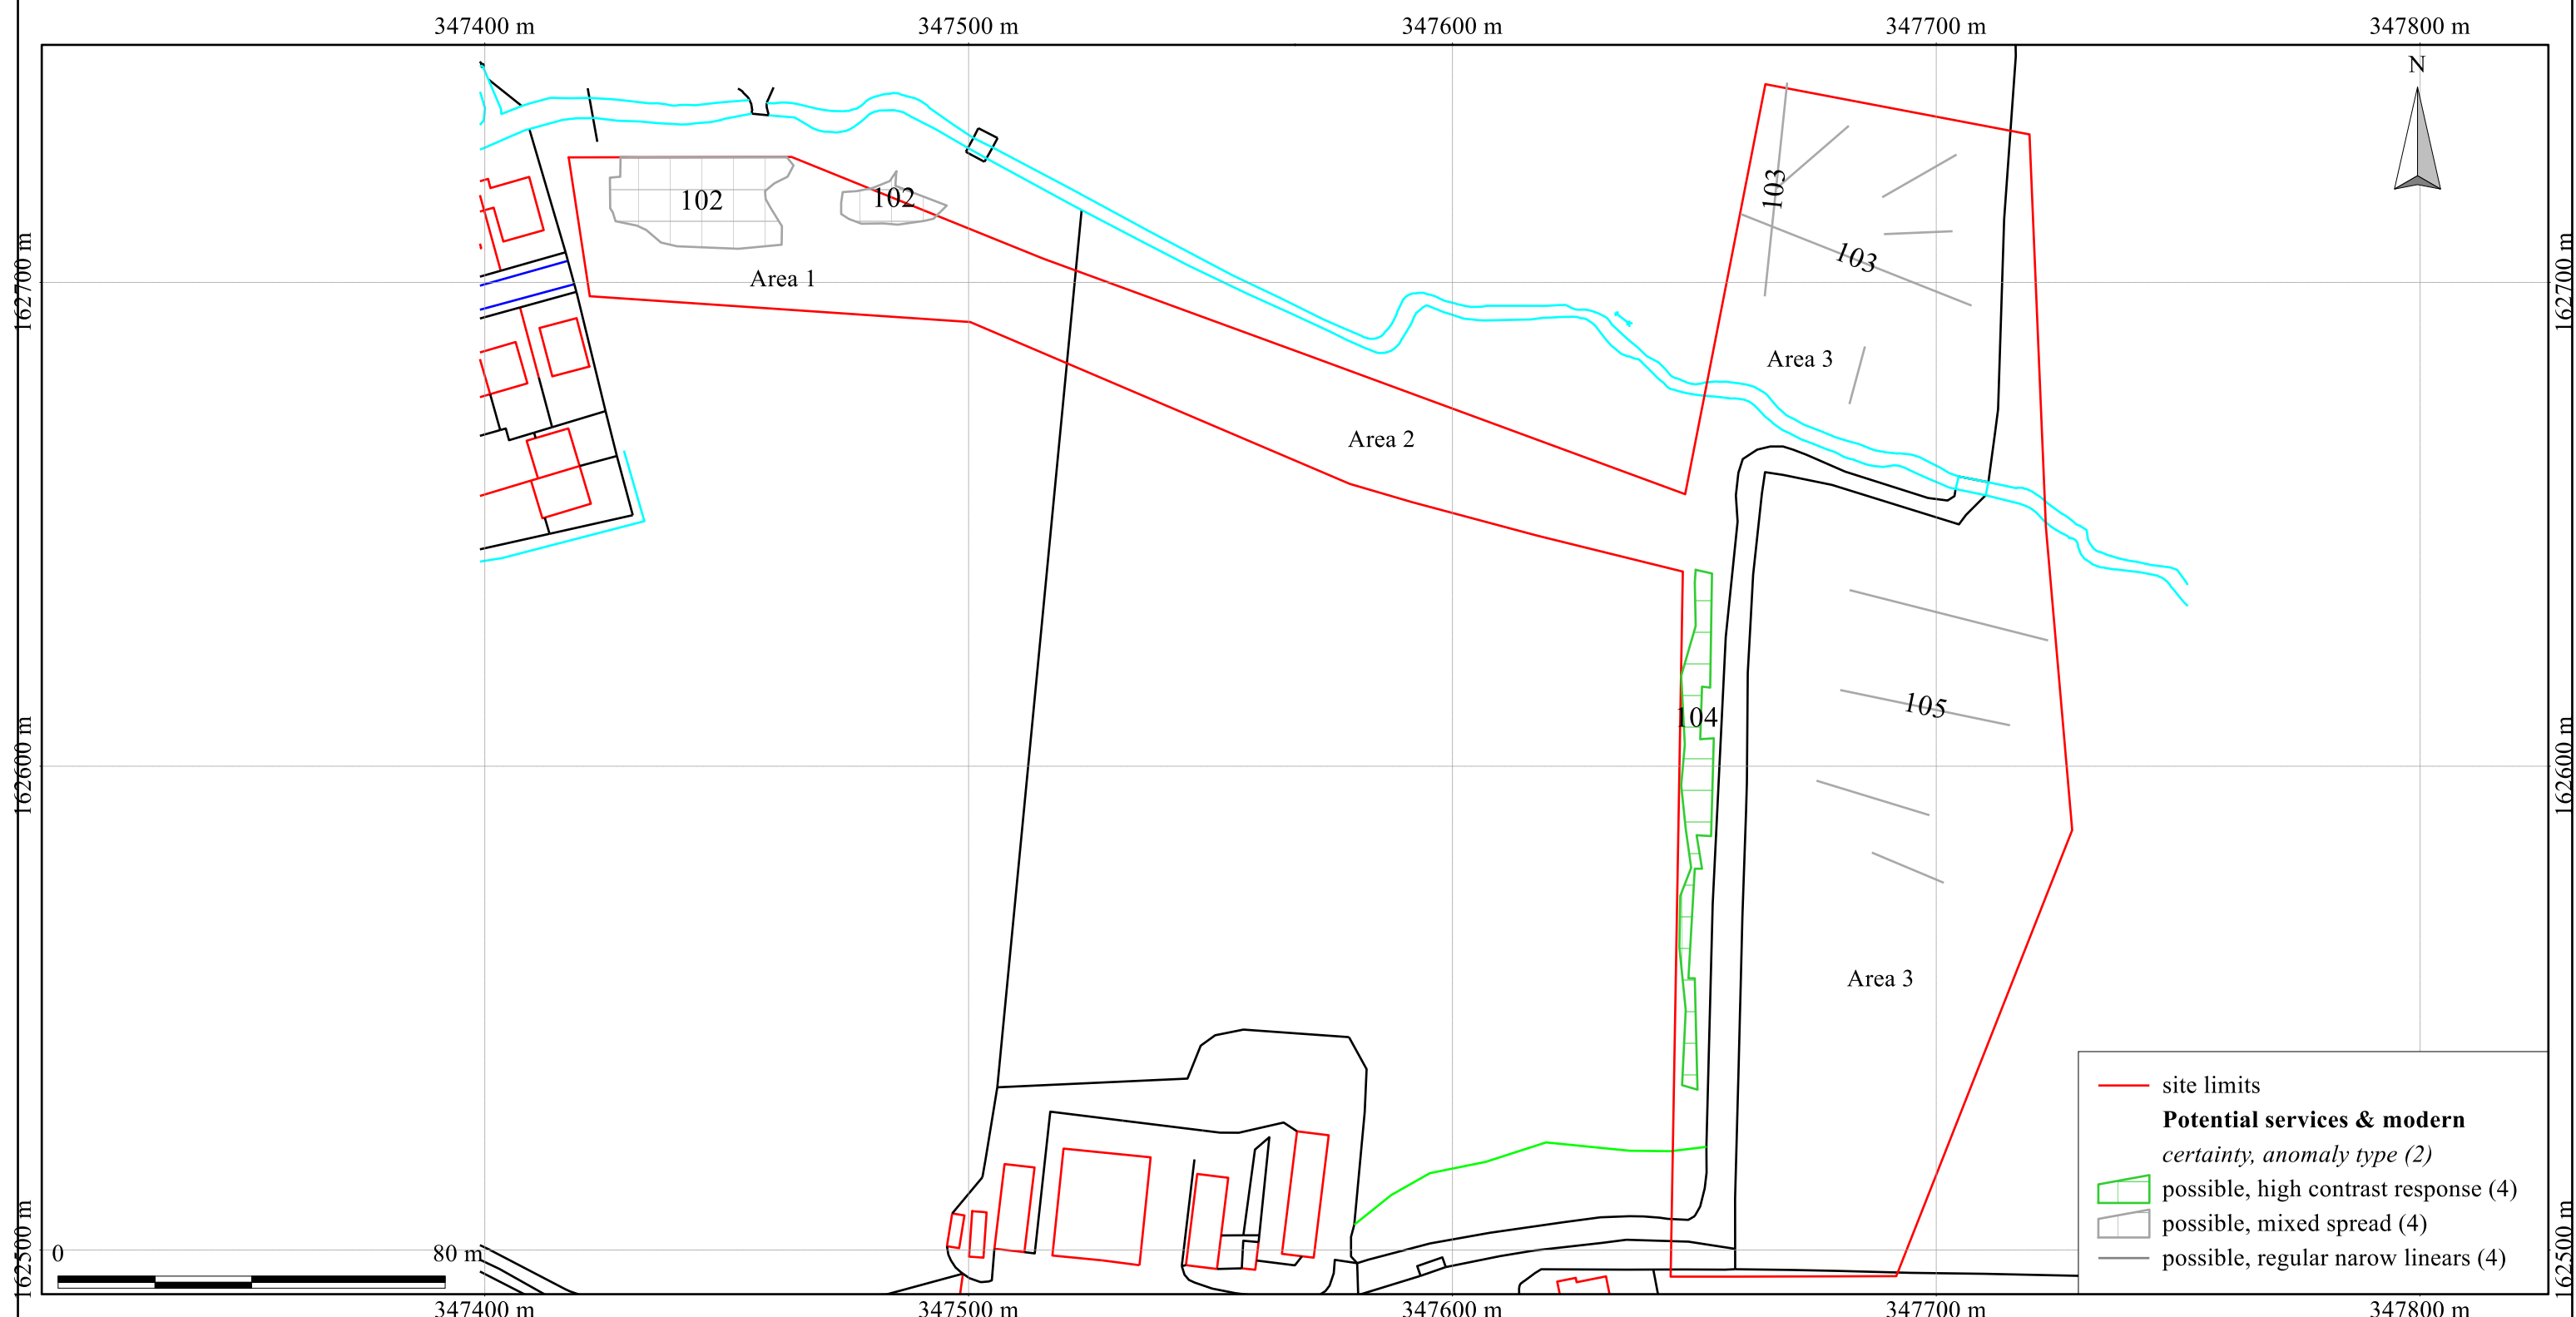 347400 m
347500 m
347600 m
347700 m
347800 m
N
103
102
102
162700 m
162700 m
103
Area 1
Area 3
Area 2
105
104
162600 m
162600 m
Area 3
site limits
Potential services & modern
certainty, anomaly type (2)
possible, high contrast response (4)
possible, mixed spread (4)
possible, regular narow linears (4)
0
80 m
162500 m
162500 m
347400 m
347500 m
347600 m
347700 m
347800 m